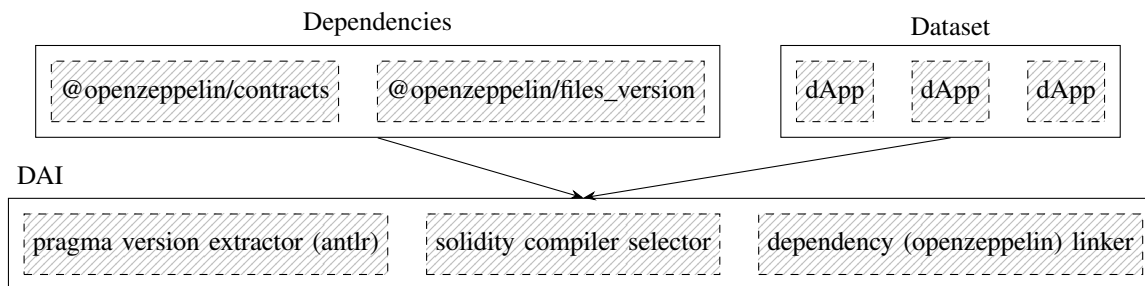 Dependencies
Dataset
@openzeppelin/contracts
@openzeppelin/files_version
dApp
dApp
dApp
DAI
pragma version extractor (antlr)
solidity compiler selector
dependency (openzeppelin) linker